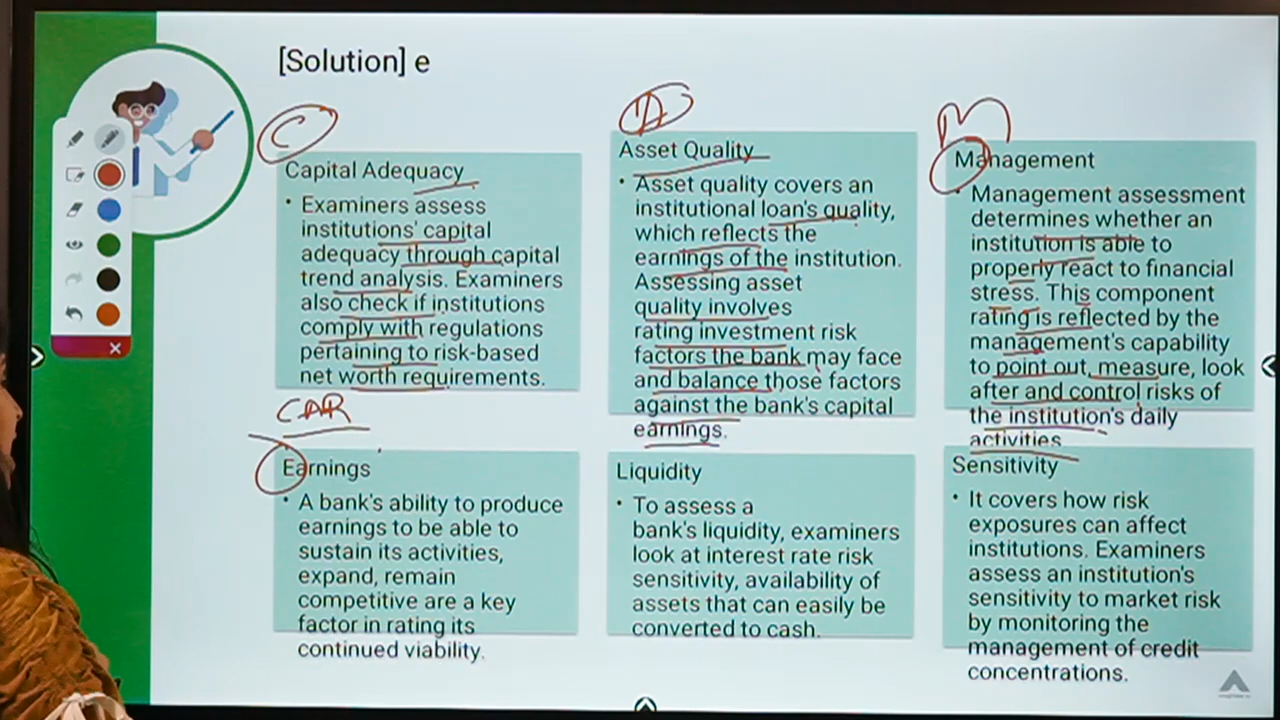 [Solution] e
C
Capital Adequacy
• Examiners assess
institutions' capital
adequacy through capital
trend analysis. Examiners
also check if institutions
comply with regulations
pertaining to risk-based
net worth requirements.
CAR
A
Asset Quality
• Asset quality covers an
institutional loan's quality,
which reflects the
earnings of the institution.
Assessing asset
quality involves
rating investment risk
factors the bank may face
and balance those factors
against the bank's capital
earnings.
M
Management
• Management assessment
determines whether an
institution is able to
properly react to financial
stress. This component
rating is reflected by the
management's capability
to point out, measure, look
after and control risks of
the institution's daily
activities
Earnings
• A bank's ability to produce
earnings to be able to
sustain its activities,
expand, remain
competitive are a key
factor in rating its
continued viability.
Liquidity
• To assess a
bank's liquidity, examiners
look at interest rate risk
sensitivity, availability of
assets that can easily be
converted to cash.
Sensitivity
• It covers how risk
exposures can affect
institutions. Examiners
assess an institution's
sensitivity to market risk
by monitoring the
management of credit
concentrations.